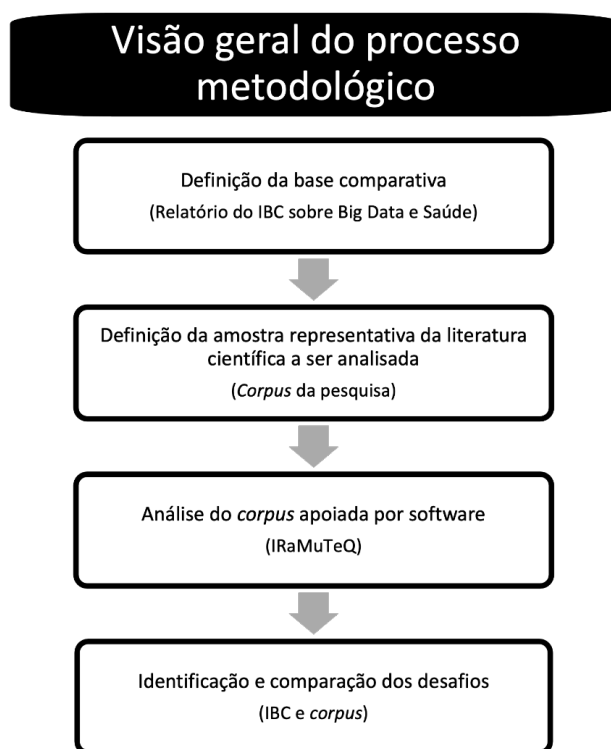 Visão geral do processo
metodológico
Definição da base comparativa
(Relatório do IBC sobre Big Data e Saúde)
Definição da amostra representativa da literatura
científica a ser analisada
(Corpus da pesquisa)
Análise do corpus apoiada por software
(IRaMuTeQ)
Identificação e comparação dos desafios
(IBC e corpus)